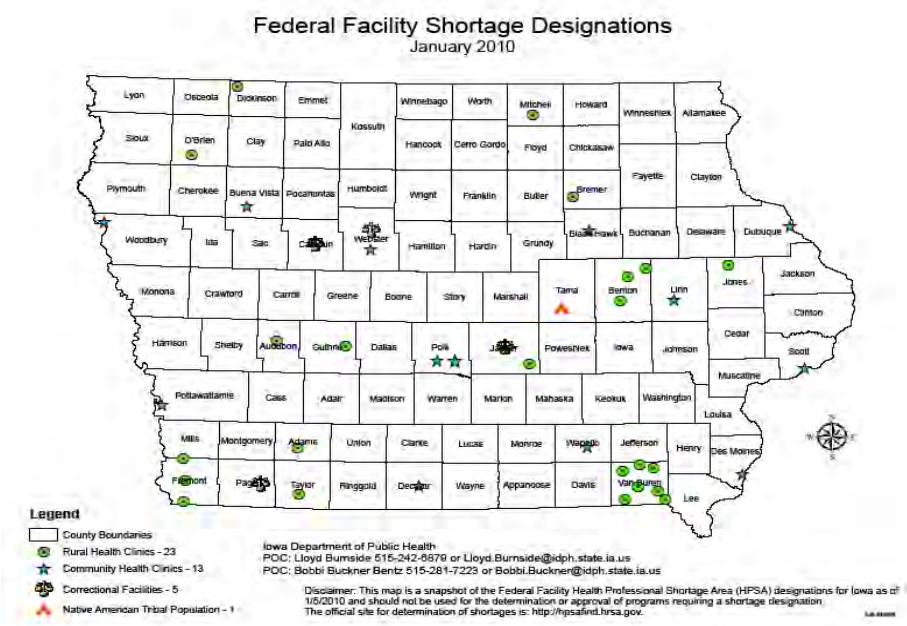 Federal Facility Shortage Designations
January 2010
Lyon Osceola Dickinson Emmet Kossuth Winnebago Worth Mitchell Howard Winneshiek Allamakee
Sioux O'Brien Clay Palo Alto Hancock Cerro Gordo Floyd Chickasaw
Plymouth Cherokee Buena Vista Pocahontas Humboldt Wright Franklin Butler Bremer Fayette Clayton
Woodbury Ida Sac Webster Hamilton Hardin Grundy Black Hawk Buchanan Delaware Dubuque
Monona Crawford Carroll Greene Boone Story Marshall Tama Benton Linn Jones Jackson
Clinton
Harrison Shelby Audubon Guthrie Dallas Polk Poweshiek Iowa Johnson Cedar Scott
Muscatine
Pottawattamie Cass Adair Madison Warren Marion Mahaska Keokuk Washington
Louisa
W N E S
Mills Montgomery Adams Union Clarke Lucas Monroe Wapello Jefferson Henry Des Moines
Fremont Page Taylor Ringgold Decatur Wayne Appanoose Davis Van Buren Lee
Legend
County Boundaries
Rural Health Clinics - 23
Community Health Clinics - 13
Correctional Facilities - 5
Native American Tribal Population - 1
Iowa Department of Public Health
POC: Lloyd Burnside 515-242-6879 or Lloyd.Burnside@idph.state.ia.us
POC: Bobbi Buckner Bentz 515-281-7223 or Bobbi.Buckner@idph.state.ia.us
Disclaimer: This map is a snapshot of the Federal Facility Health Professional Shortage Area (HPSA) designations for Iowa as of
1/5/2010 and should not be used for the determination or approval of programs requiring a shortage designation
The official site for determination of shortages is: http://hpsafind.hrsa.gov.